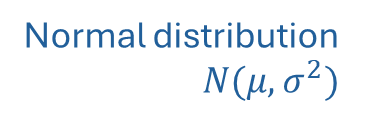 Normal distribution
N(μ, σ²)